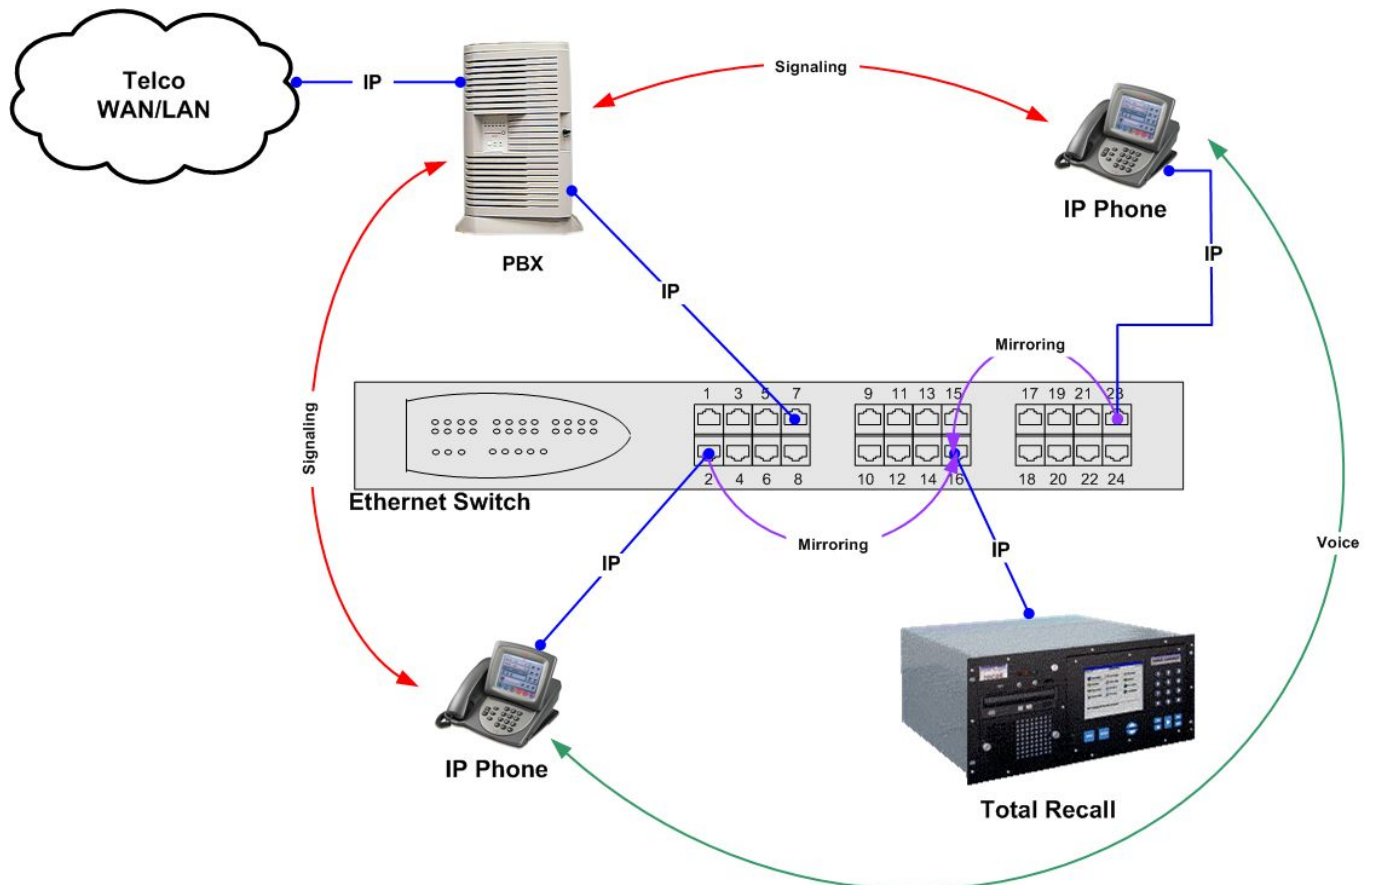 Telco
WAN/LAN
IP
Signaling
IP Phone
PBX
IP
IP
Mirroring
1 3 5 7 9 11 13 15 17 19 21 23
2 4 6 8 10 12 14 16 18 20 22 24
Ethernet Switch
Signaling
Mirroring
IP
IP
Voice
IP Phone
Total Recall